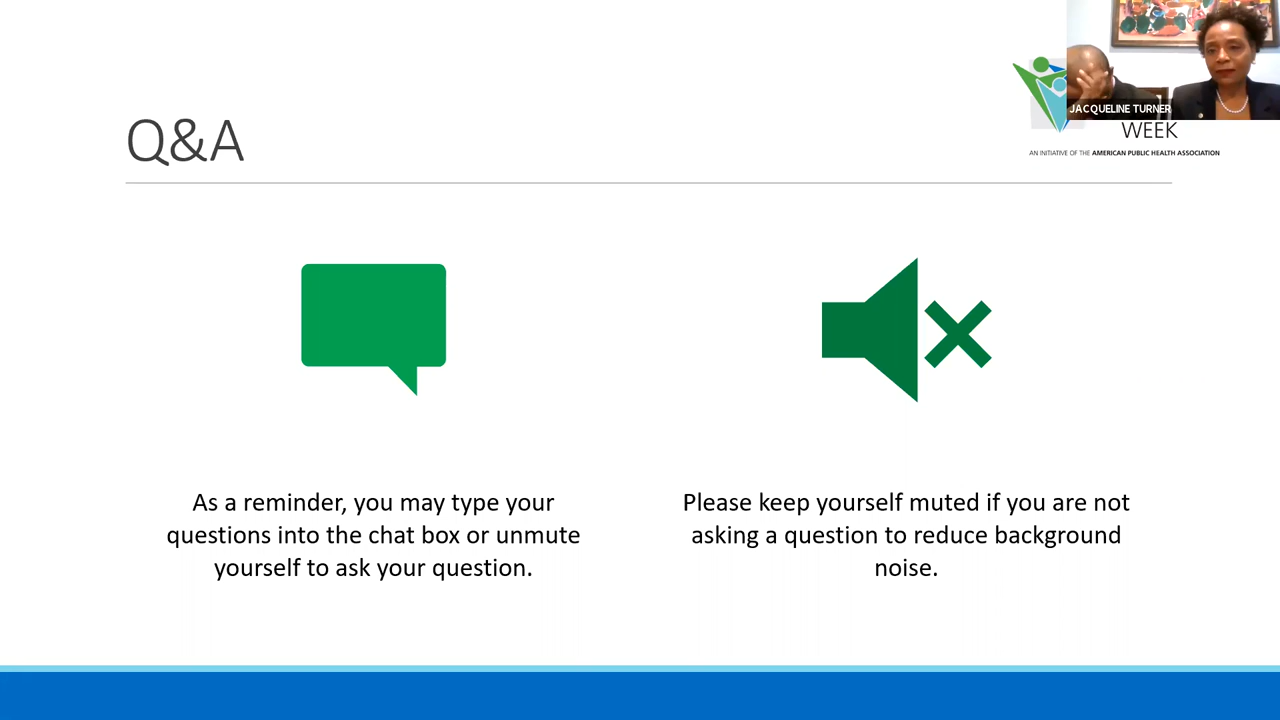 Q&A
JACQUELINE TURNER
WEEK
AN INITIATIVE OF THE AMERICAN PUBLIC HEALTH ASSOCIATION
As a reminder, you may type your
questions into the chat box or unmute
yourself to ask your question.
Please keep yourself muted if you are not
asking a question to reduce background
noise.